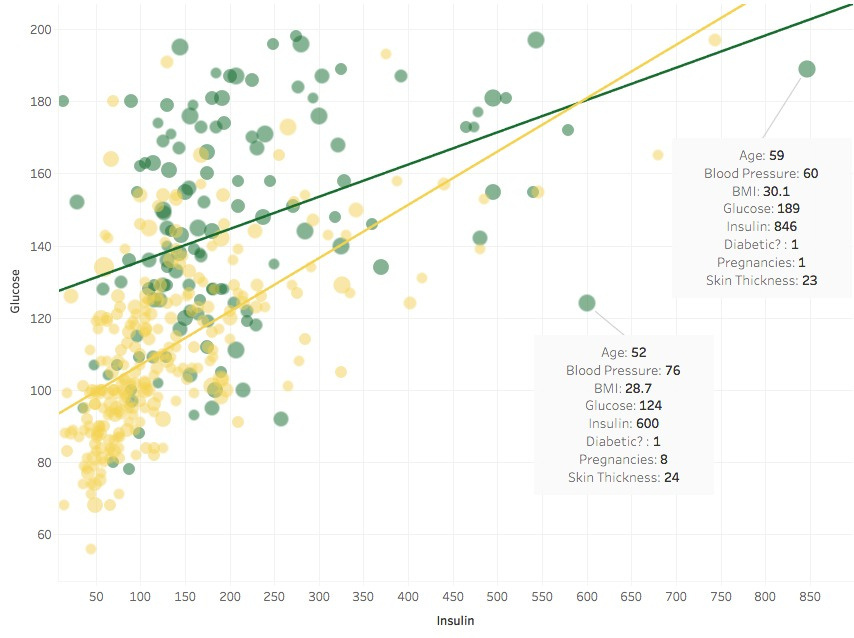 200
180
160
140
120
100
80
60
Glucose
Age: 59
Blood Pressure: 60
BMI: 30.1
Glucose: 189
Insulin: 846
Diabetic? : 1
Pregnancies: 1
Skin Thickness: 23
Age: 52
Blood Pressure: 76
BMI: 28.7
Glucose: 124
Insulin: 600
Diabetic? : 1
Pregnancies: 8
Skin Thickness: 24
50 100 150 200 250 300 350 400 450 500 550 600 650 700 750 800 850
Insulin